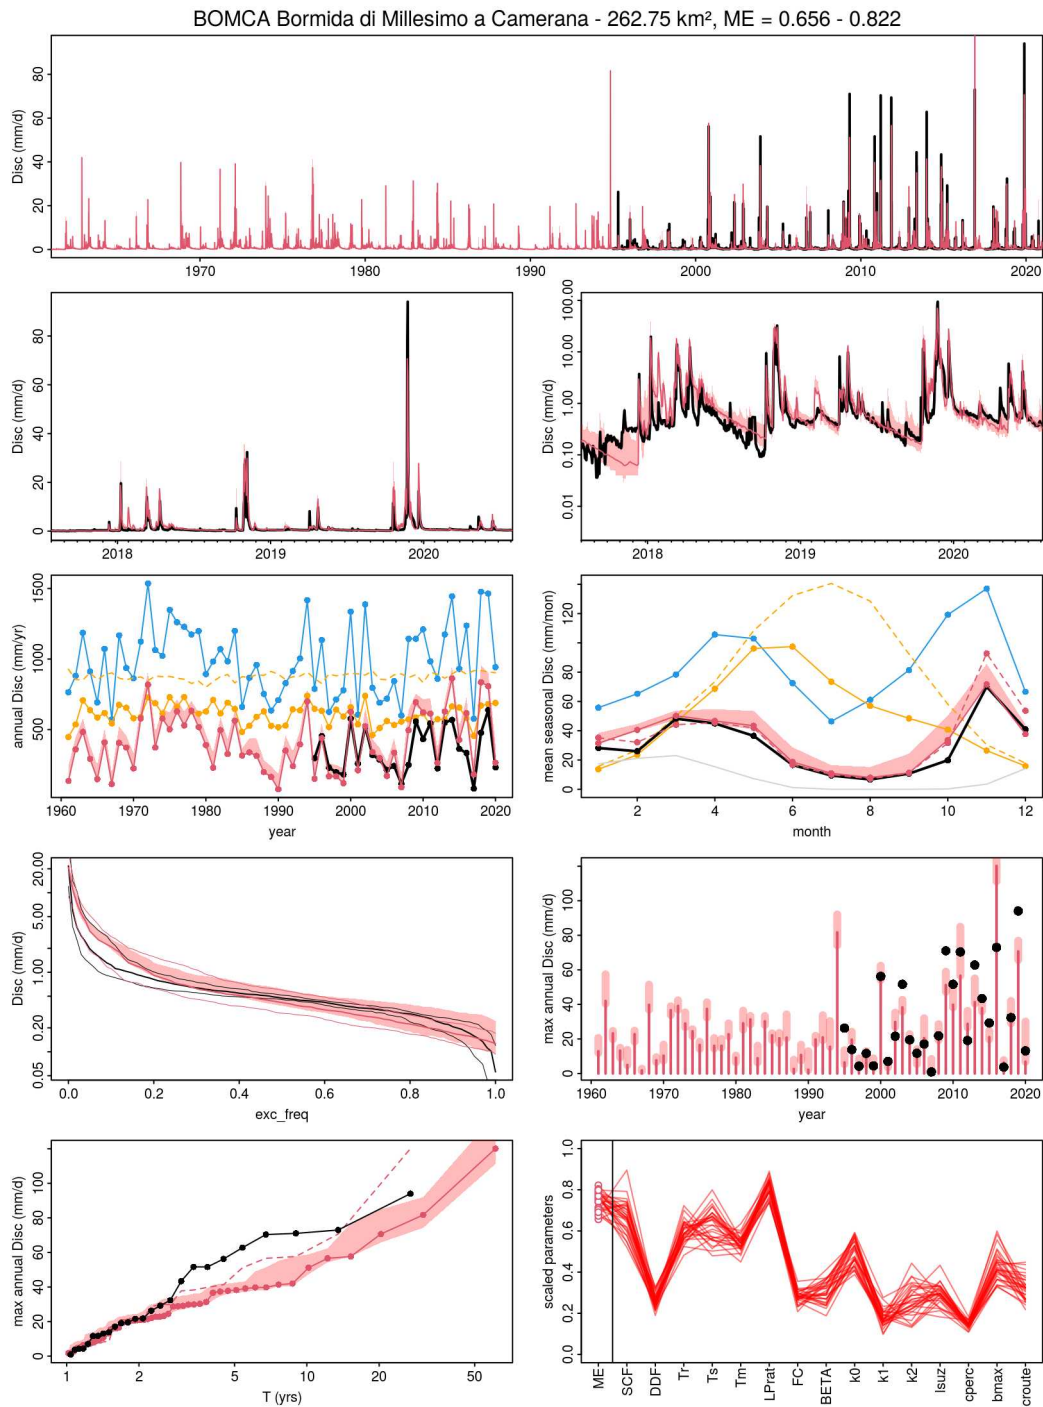 BOMCA Bormida di Millesimo a Camerana - 262.75 km², ME = 0.656 - 0.822
Disc (mm/d)
0 20 40 60 80
1970 1980 1990 2000 2010 2020
Disc (mm/d)
0 20 40 60 80
2018 2019 2020
Disc (mm/d)
0.01 0.10 1.00 10.00 100.00
2018 2019 2020
annual Disc (mm/yr)
500 1000 1500
1960 1970 1980 1990 2000 2010 2020
year
mean seasonal Disc (mm/mon)
0 20 40 60 80 120
2 4 6 8 10 12
month
Disc (mm/d)
0.05 0.20 1.00 5.00 20.00
0.0 0.2 0.4 0.6 0.8 1.0
exc_freq
max annual Disc (mm/d)
0 20 40 60 80 100
1960 1970 1980 1990 2000 2010 2020
year
max annual Disc (mm/d)
0 20 40 60 80 100
1 2 5 10 20 50
T (yrs)
scaled parameters
0.0 0.2 0.4 0.6 0.8 1.0
ME SCF DDF Tr Ts Tm LPrat FC BETA k0 k1 k2 lsuz cperc bmax croute